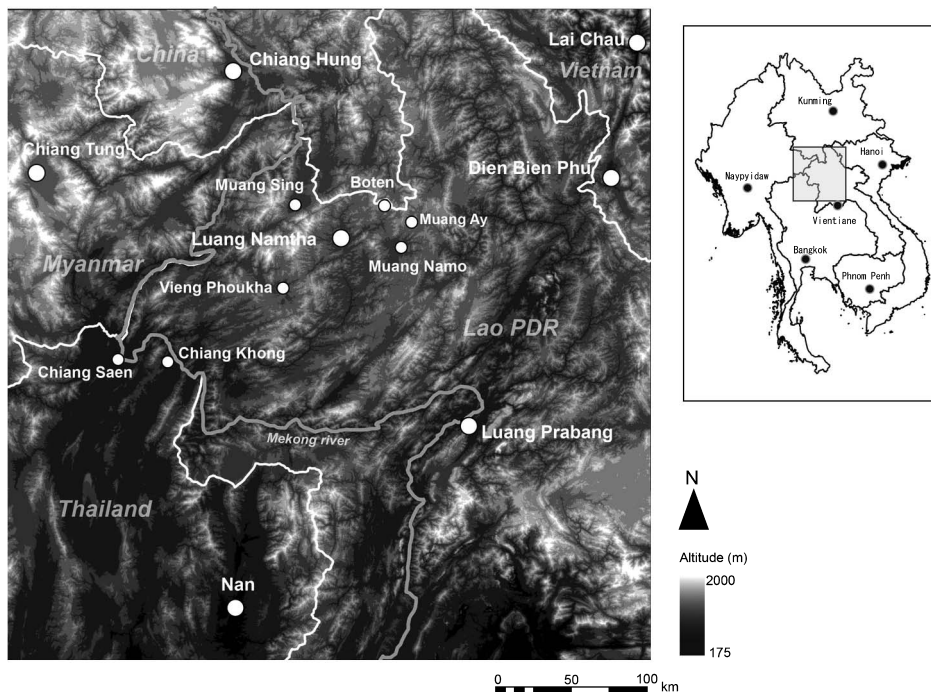 China
Chiang Hung
Lai Chau
Vietnam
Chiang Tung
Muang Sing
Boten
Dien Bien Phu
Muang Ay
Luang Namtha
Muang Namo
Myanmar
Vieng Phoukha
Lao PDR
Chiang Khong
Chiang Saen
Mekong river
Luang Prabang
Thailand
Nan
Kunming
Hanoi
Naypyidaw
Vientiane
Bangkok
Phnom Penh
N
Altitude (m)
2000
175
0 50 100
km